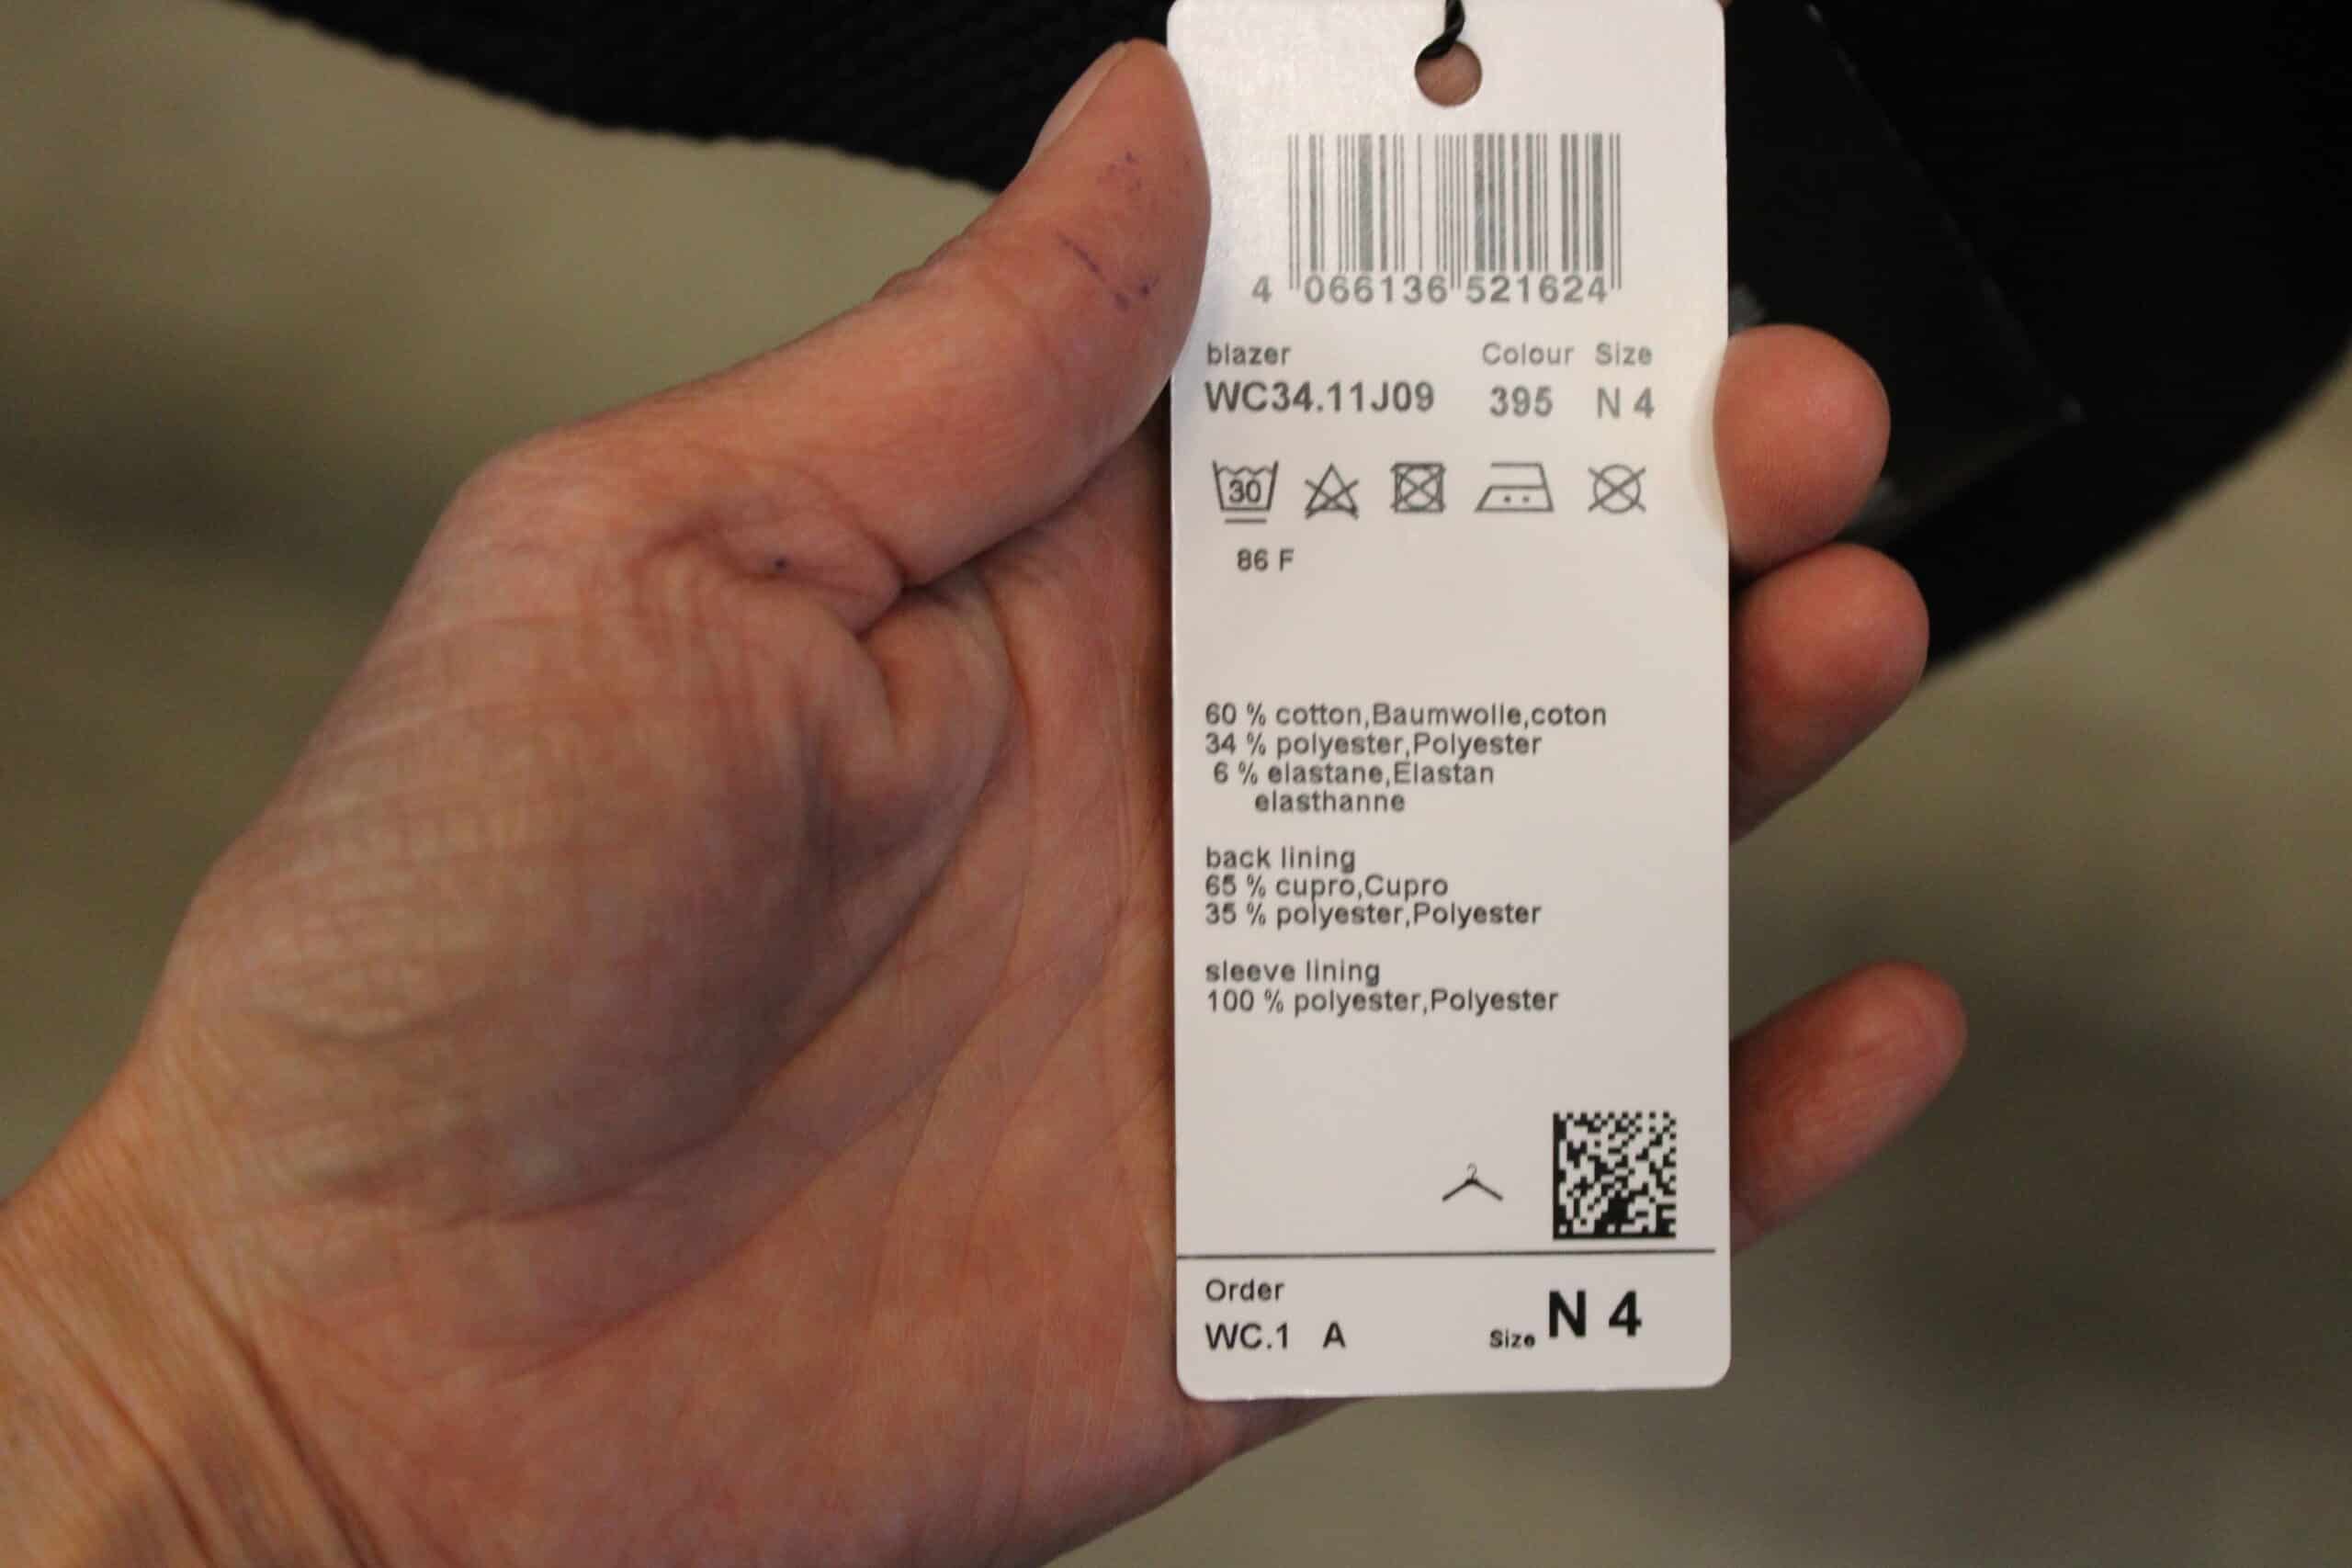 4 066136 521624
blazer Colour Size
WC34.11J09 395 N 4
30
86 F
60 % cotton,Baumwolle,coton
34 % polyester,Polyester
6 % elastane,Elastan
elasthanne
back lining
65 % cupro,Cupro
35 % polyester,Polyester
sleeve lining
100 % polyester,Polyester
Order
WC.1 A Size N 4